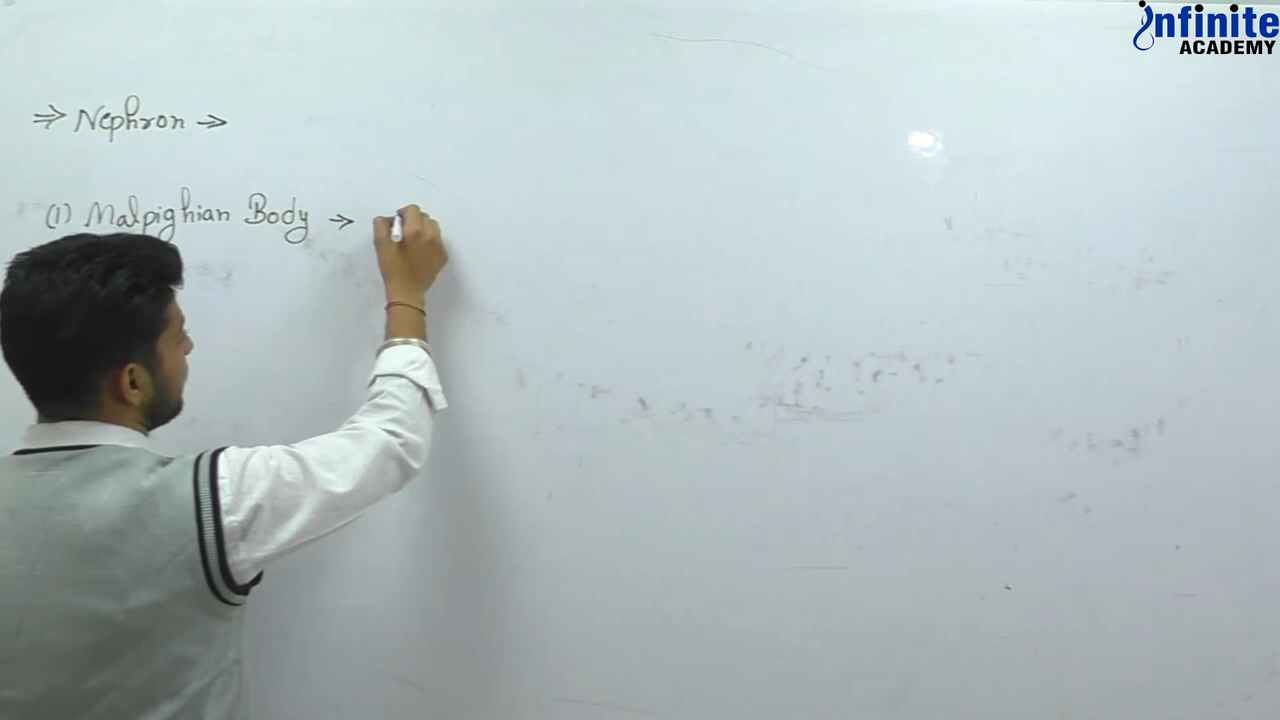 ⇒ Nephron →
(1) Malpighian Body →
infinite
ACADEMY